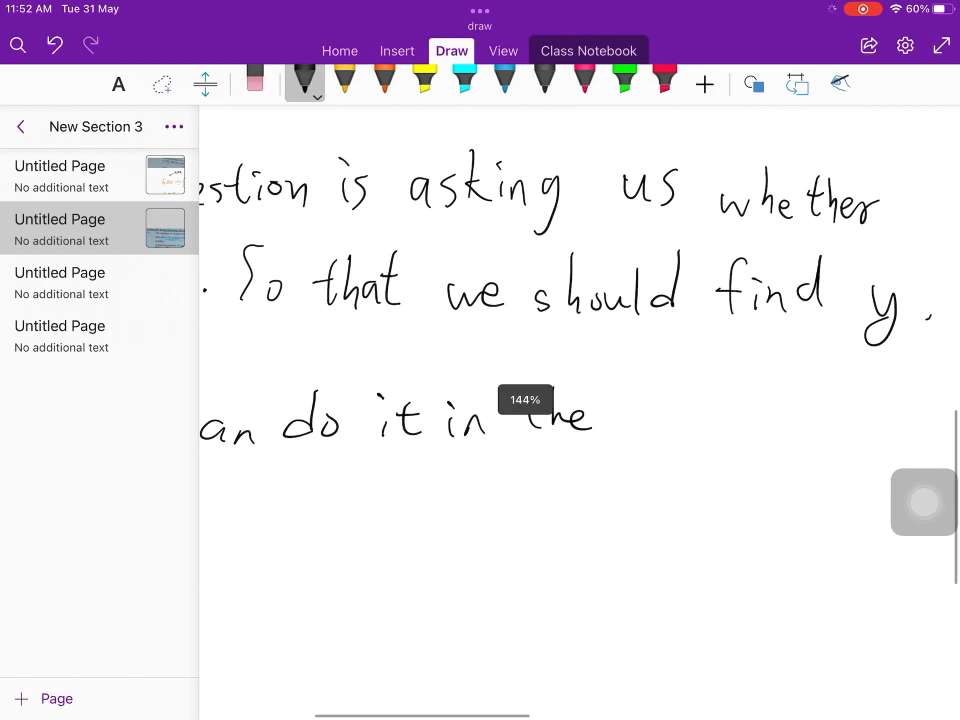 11:52 AM Tue 31 May
60%
draw
Home Insert Draw View Class Notebook
A
New Section 3
Untitled Page
No additional text
Untitled Page
No additional text
Untitled Page
No additional text
Untitled Page
No additional text
estion is asking us whether
. So that we should find y.
144%
an do it in the
+ Page